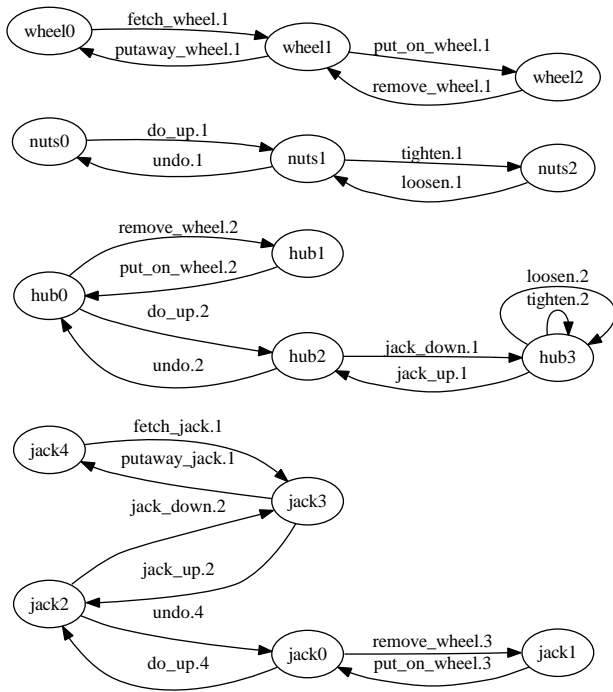 wheel0
fetch_wheel.1
putaway_wheel.1
wheel1
put_on_wheel.1
remove_wheel.1
wheel2
nuts0
do_up.1
undo.1
nuts1
tighten.1
loosen.1
nuts2
remove_wheel.2
hub1
put_on_wheel.2
hub0
do_up.2
undo.2
hub2
jack_down.1
jack_up.1
loosen.2
tighten.2
hub3
jack4
fetch_jack.1
putaway_jack.1
jack3
jack_down.2
jack_up.2
jack2
undo.4
do_up.4
jack0
remove_wheel.3
put_on_wheel.3
jack1